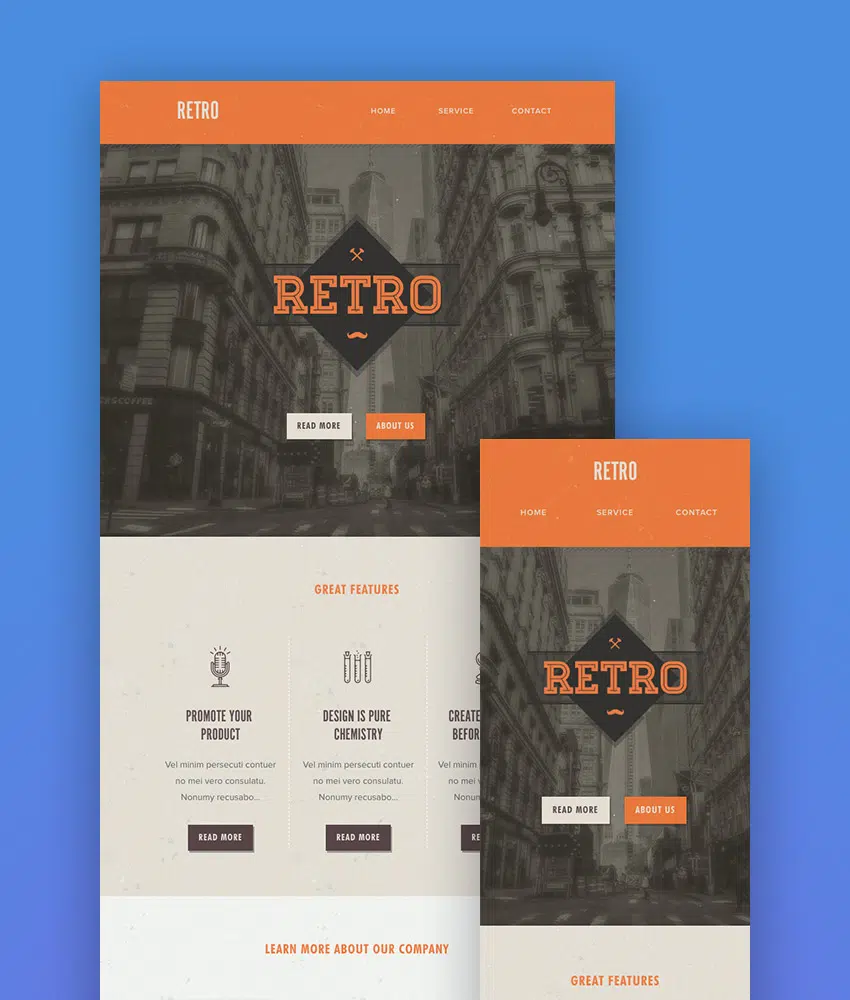 RETRO
HOME SERVICE CONTACT
RETRO
READ MORE ABOUT US
GREAT FEATURES
PROMOTE YOUR
PRODUCT
Vel minim persecuti contuer
no mei vero consulatu.
Nonumy recusabo...
READ MORE
DESIGN IS PURE
CHEMISTRY
Vel minim persecuti contuer
no mei vero consulatu.
Nonumy recusabo...
READ MORE
CREATE
BEFOR
Vel minim
no mei
Nonum
RE
LEARN MORE ABOUT OUR COMPANY
RETRO
HOME SERVICE CONTACT
RETRO
READ MORE ABOUT US
GREAT FEATURES